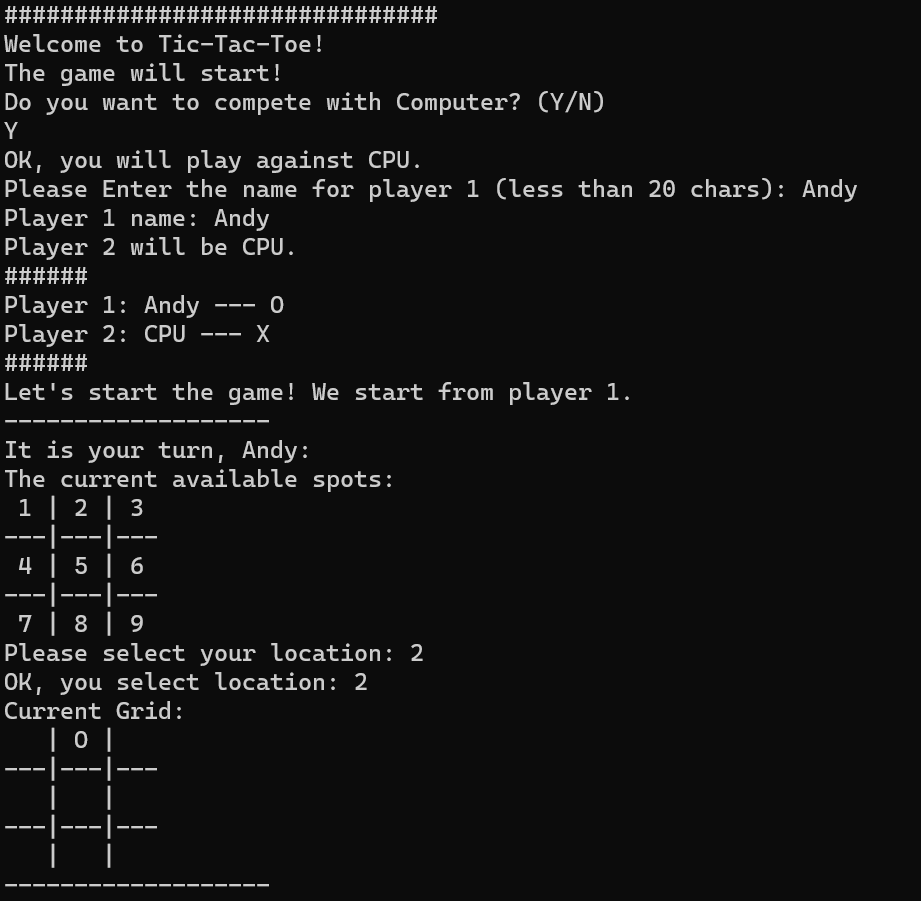 ###############################
Welcome to Tic-Tac-Toe!
The game will start!
Do you want to compete with Computer? (Y/N)
Y
OK, you will play against CPU.
Please Enter the name for player 1 (less than 20 chars): Andy
Player 1 name: Andy
Player 2 will be CPU.
######
Player 1: Andy --- O
Player 2: CPU --- X
######
Let's start the game! We start from player 1.
-------------------
It is your turn, Andy:
The current available spots:
 1 | 2 | 3
---|---|---
 4 | 5 | 6
---|---|---
 7 | 8 | 9
Please select your location: 2
OK, you select location: 2
Current Grid:
   | O |
---|---|---
   |   |
---|---|---
   |   |
-------------------